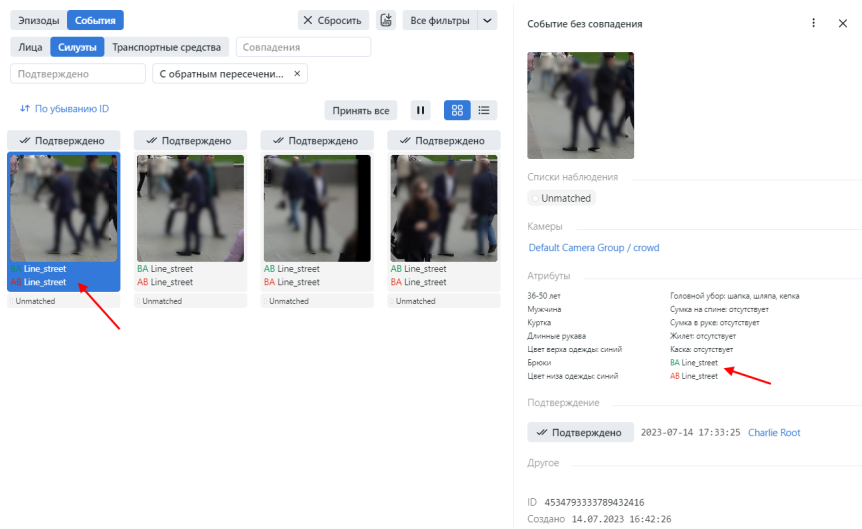 Эпизоды События
Сбросить Все фильтры
Лица Силуэты Транспортные средства Совпадения
Подтверждено С обратным пересечени... ×
По убыванию ID
Принять все
Подтверждено Подтверждено Подтверждено Подтверждено
BA Line_street BA Line_street AB Line_street AB Line_street
AB Line_street AB Line_street BA Line_street BA Line_street
Unmatched Unmatched Unmatched Unmatched
Событие без совпадения
Списки наблюдения
Unmatched
Камеры
Default Camera Group / crowd
Атрибуты
36-50 лет Головной убор: шапка, шляпа, кепка
Мужчина Сумка на спине: отсутствует
Куртка Сумка в руке: отсутствует
Длинные рукава Жилет: отсутствует
Цвет верха одежды: синий Каска: отсутствует
Брюки BA Line_street
Цвет низа одежды: синий AB Line_street
Подтверждение
Подтверждено 2023-07-14 17:33:25 Charlie Root
Другое
ID 4534793333789432416
Создано 14.07.2023 16:42:26